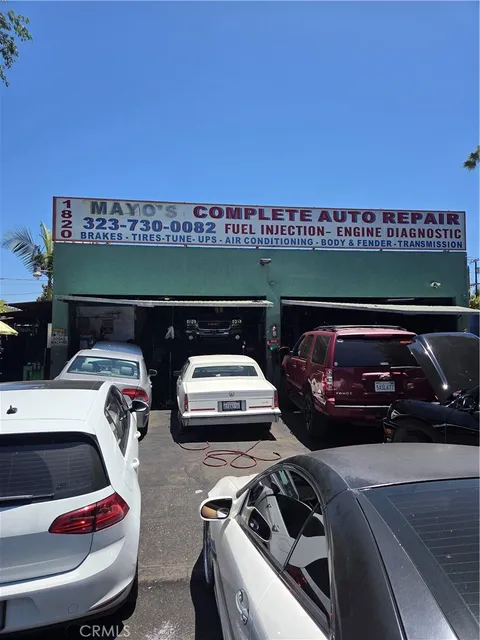 1820
MAYO'S COMPLETE AUTO REPAIR
323-730-0082 FUEL INJECTION- ENGINE DIAGNOSTIC
BRAKES - TIRES-TUNE- UPS - AIR CONDITIONING - BODY & FENDER - TRANSMISSION
CRMLS